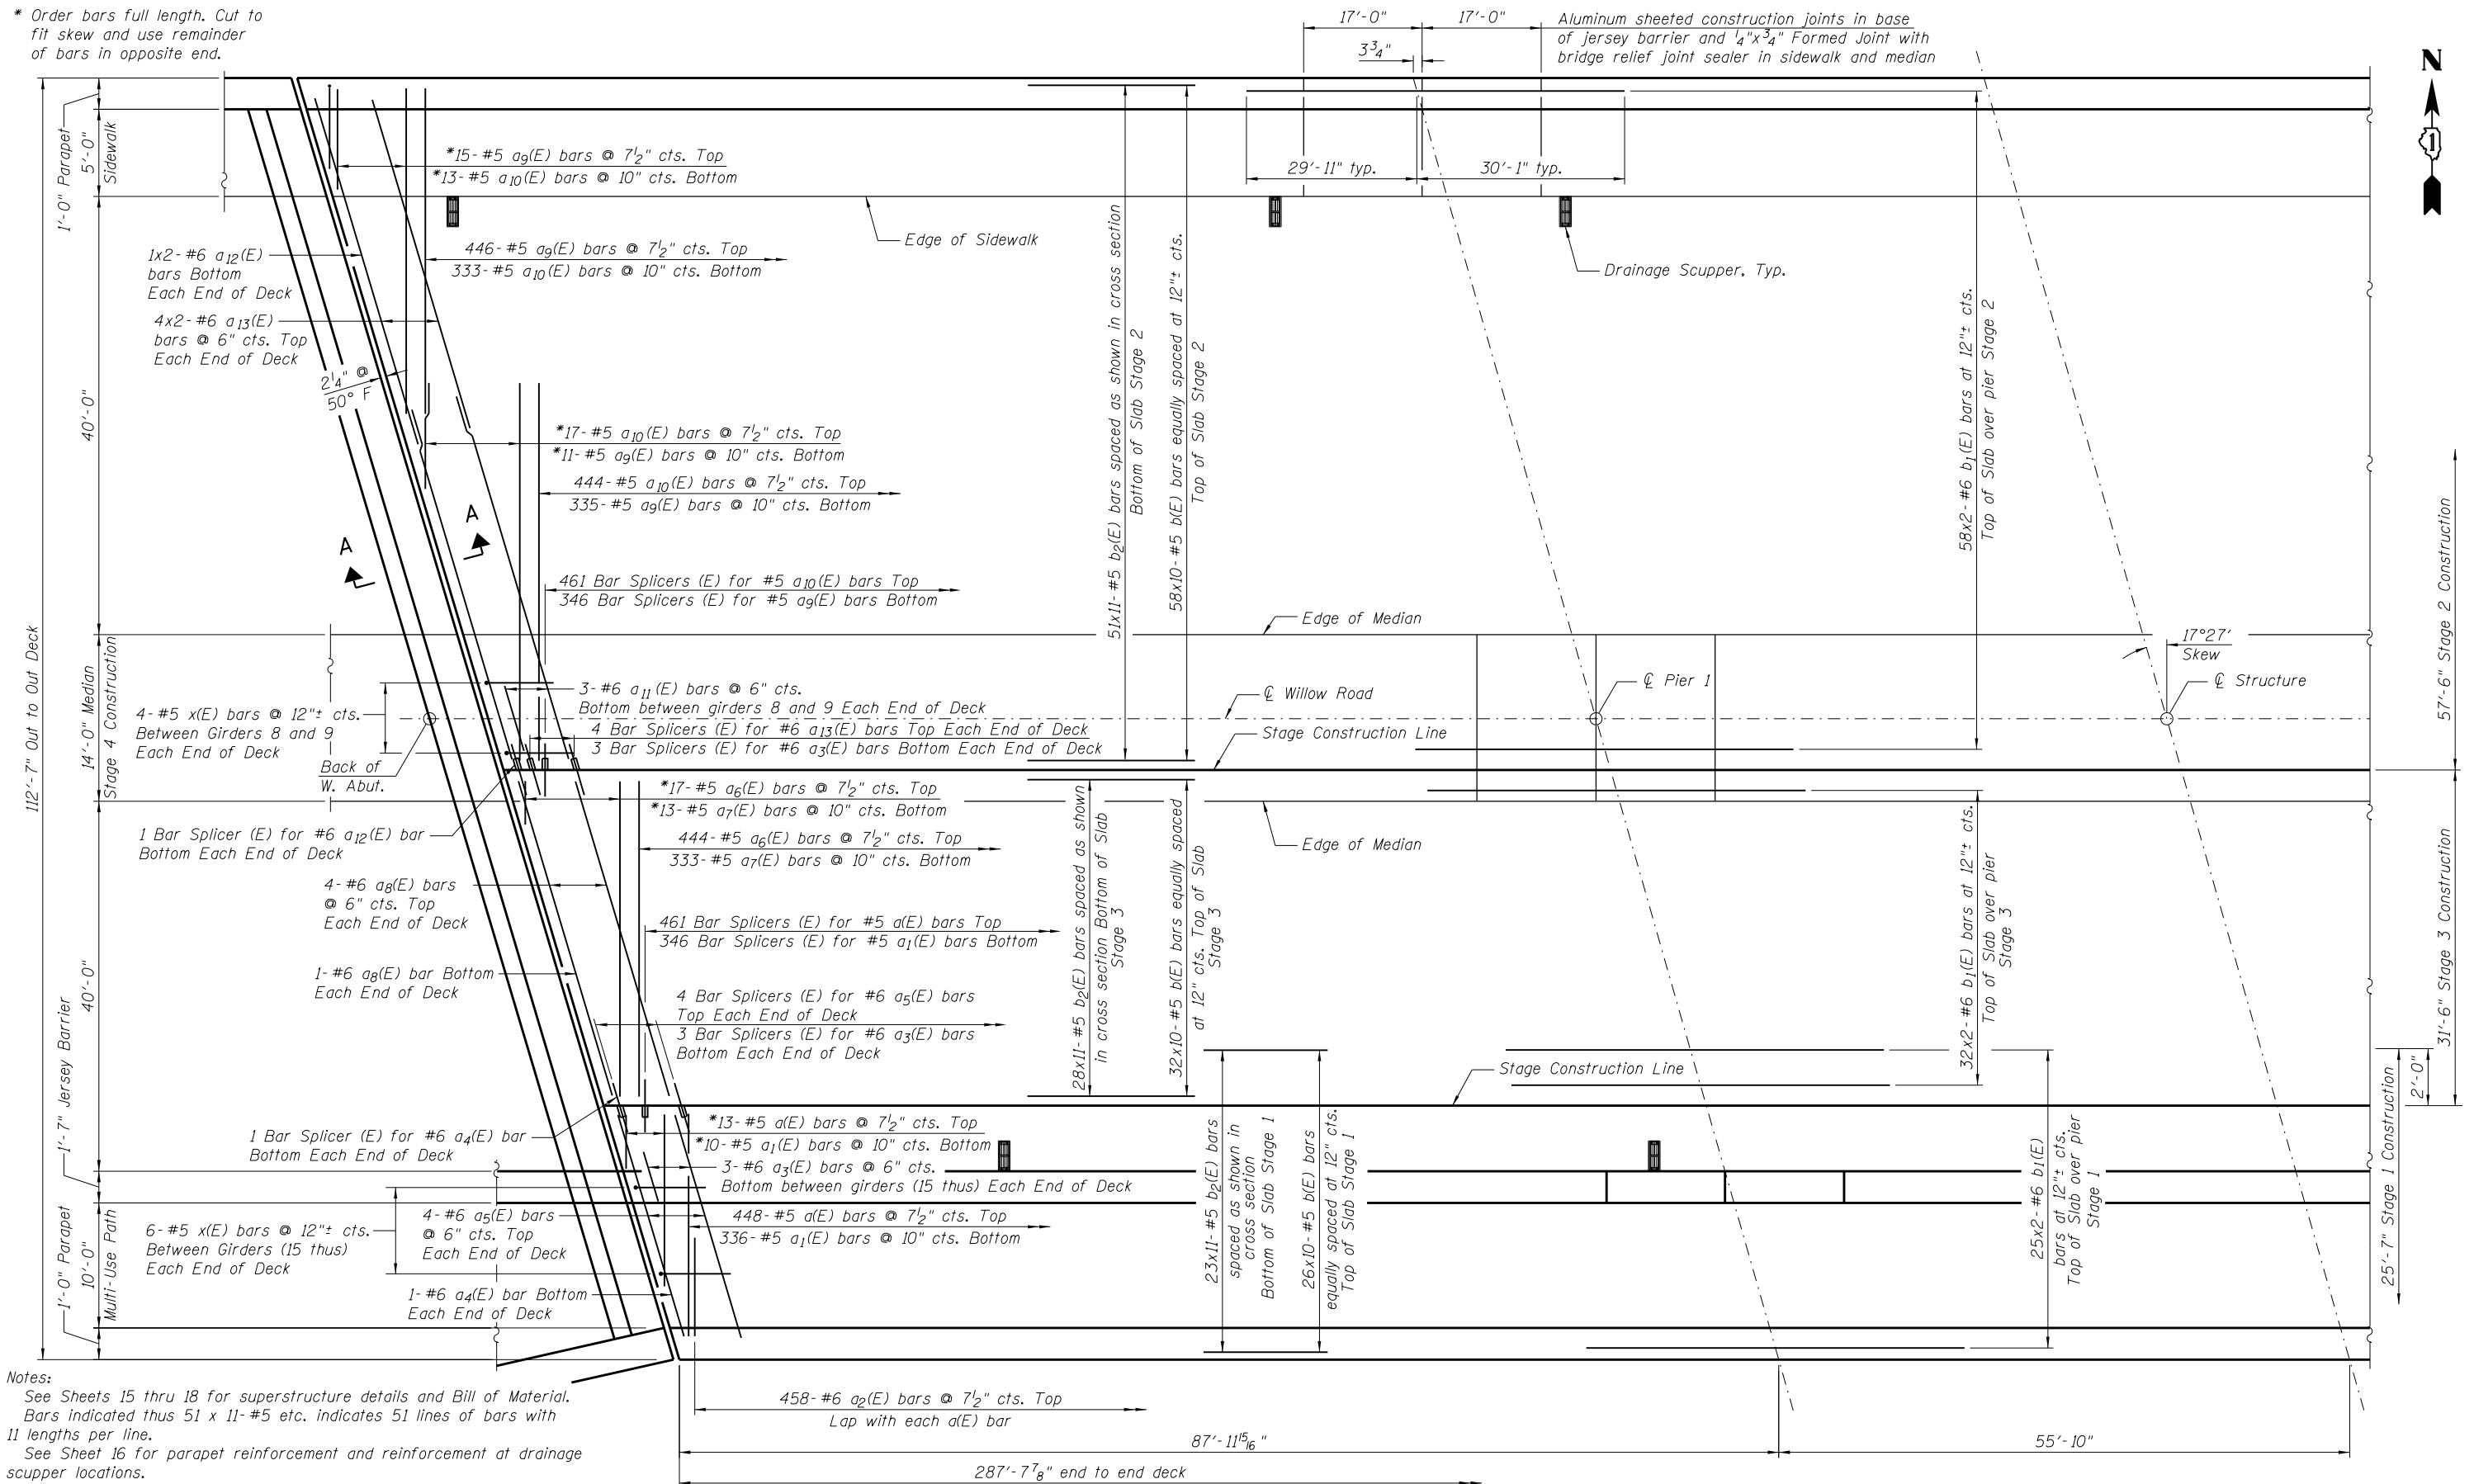 * Order bars full length. Cut to
fit skew and use remainder
of bars in opposite end.
17'-0"
17'-0"
3 3/4"
Aluminum sheeted construction joints in base
of jersey barrier and 1/4"x3/4" Formed Joint with
bridge relief joint sealer in sidewalk and median
N
1
1'-0" Parapet
5'-0"
Sidewalk
*15-#5 a9(E) bars @ 7 1/2" cts. Top
*13-#5 a10(E) bars @ 10" cts. Bottom
29'-11" typ.
30'-1" typ.
Edge of Sidewalk
Drainage Scupper, Typ.
446-#5 a9(E) bars @ 7 1/2" cts. Top
333-#5 a10(E) bars @ 10" cts. Bottom
1x2-#6 a12(E)
bars Bottom
Each End of Deck
4x2-#6 a13(E)
bars @ 6" cts. Top
Each End of Deck
2 1/4" @
50° F
40'-0"
*17-#5 a10(E) bars @ 7 1/2" cts. Top
*11-#5 a9(E) bars @ 10" cts. Bottom
444-#5 a10(E) bars @ 7 1/2" cts. Top
335-#5 a9(E) bars @ 10" cts. Bottom
A
A
461 Bar Splicers (E) for #5 a10(E) bars Top
346 Bar Splicers (E) for #5 a9(E) bars Bottom
51x11-#5 b2(E) bars spaced as shown in cross section
Bottom of Slab Stage 2
58x10-#5 b(E) bars equally spaced at 12"± cts.
Top of Slab Stage 2
58x2-#6 b1(E) bars at 12"± cts.
Top of Slab over pier Stage 2
57'-6" Stage 2 Construction
Edge of Median
17°27'
Skew
℄ Pier 1
℄ Structure
℄ Willow Road
Stage Construction Line
112'-7" Out to Out Deck
14'-0" Median
Stage 4 Construction
4-#5 x(E) bars @ 12"± cts.
Between Girders 8 and 9
Each End of Deck
Back of
W. Abut.
3-#6 a11(E) bars @ 6" cts.
Bottom between girders 8 and 9 Each End of Deck
4 Bar Splicers (E) for #6 a13(E) bars Top Each End of Deck
3 Bar Splicers (E) for #6 a3(E) bars Bottom Each End of Deck
*17-#5 a6(E) bars @ 7 1/2" cts. Top
*13-#5 a7(E) bars @ 10" cts. Bottom
1 Bar Splicer (E) for #6 a12(E) bar
Bottom Each End of Deck
444-#5 a6(E) bars @ 7 1/2" cts. Top
333-#5 a7(E) bars @ 10" cts. Bottom
Edge of Median
4-#6 a8(E) bars
@ 6" cts. Top
Each End of Deck
461 Bar Splicers (E) for #5 a(E) bars Top
346 Bar Splicers (E) for #5 a1(E) bars Bottom
1-#6 a8(E) bar Bottom
Each End of Deck
40'-0"
4 Bar Splicers (E) for #6 a5(E) bars
Top Each End of Deck
3 Bar Splicers (E) for #6 a3(E) bars
Bottom Each End of Deck
28x11-#5 b2(E) bars spaced as shown
in cross section Bottom of Slab
Stage 3
32x10-#5 b(E) bars equally spaced
at 12" cts. Top of Slab
Stage 3
32x2-#6 b1(E) bars at 12"± cts.
Top of Slab over pier
Stage 3
31'-6" Stage 3 Construction
2'-0"
Stage Construction Line
1'-7" Jersey Barrier
1 Bar Splicer (E) for #6 a4(E) bar
Bottom Each End of Deck
*13-#5 a(E) bars @ 7 1/2" cts. Top
*10-#5 a1(E) bars @ 10" cts. Bottom
3-#6 a3(E) bars @ 6" cts.
Bottom between girders (15 thus) Each End of Deck
6-#5 x(E) bars @ 12"± cts.
Between Girders (15 thus)
Each End of Deck
4-#6 a5(E) bars
@ 6" cts. Top
Each End of Deck
448-#5 a(E) bars @ 7 1/2" cts. Top
336-#5 a1(E) bars @ 10" cts. Bottom
1-#6 a4(E) bar Bottom
Each End of Deck
1'-0" Parapet
10'-0"
Multi-Use Path
23x11-#5 b2(E) bars
spaced as shown in
cross section
Bottom of Slab Stage 1
26x10-#5 b(E) bars
equally spaced at 12" cts.
Top of Slab Stage 1
25x2-#6 b1(E)
bars at 12"± cts.
Top of Slab over pier
Stage 1
25'-7" Stage 1 Construction
Notes:
See Sheets 15 thru 18 for superstructure details and Bill of Material.
Bars indicated thus 51 x 11-#5 etc. indicates 51 lines of bars with
11 lengths per line.
See Sheet 16 for parapet reinforcement and reinforcement at drainage
scupper locations.
458-#6 a2(E) bars @ 7 1/2" cts. Top
Lap with each a(E) bar
87'-11 15/16"
55'-10"
287'-7 7/8" end to end deck